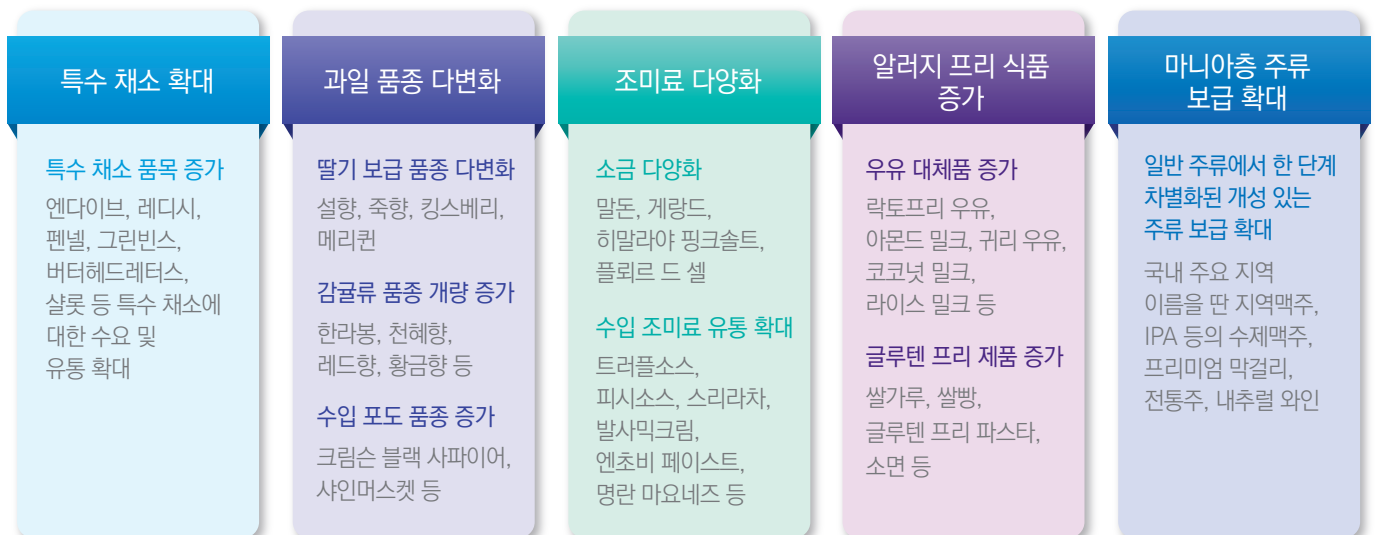 특수 채소 확대
특수 채소 품목 증가
엔다이브, 레디시,
펜넬, 그린빈스,
버터헤드레터스,
샬롯 등 특수 채소에
대한 수요 및
유통 확대
과일 품종 다변화
딸기 보급 품종 다변화
설향, 죽향, 킹스베리,
메리퀸
감귤류 품종 개량 증가
한라봉, 천혜향,
레드향, 황금향 등
수입 포도 품종 증가
크림슨 블랙 사파이어,
샤인머스켓 등
조미료 다양화
소금 다양화
말돈, 게랑드,
히말라야 핑크솔트,
플뢰르 드 셀
수입 조미료 유통 확대
트러플소스,
피시소스, 스리라차,
발사믹크림,
엔초비 페이스트,
명란 마요네즈 등
알러지 프리 식품
증가
우유 대체품 증가
락토프리 우유,
아몬드 밀크, 귀리 우유,
코코넛 밀크,
라이스 밀크 등
글루텐 프리 제품 증가
쌀가루, 쌀빵,
글루텐 프리 파스타,
소면 등
마니아층 주류
보급 확대
일반 주류에서 한 단계
차별화된 개성 있는
주류 보급 확대
국내 주요 지역
이름을 딴 지역맥주,
IPA 등의 수제맥주,
프리미엄 막걸리,
전통주, 내추럴 와인